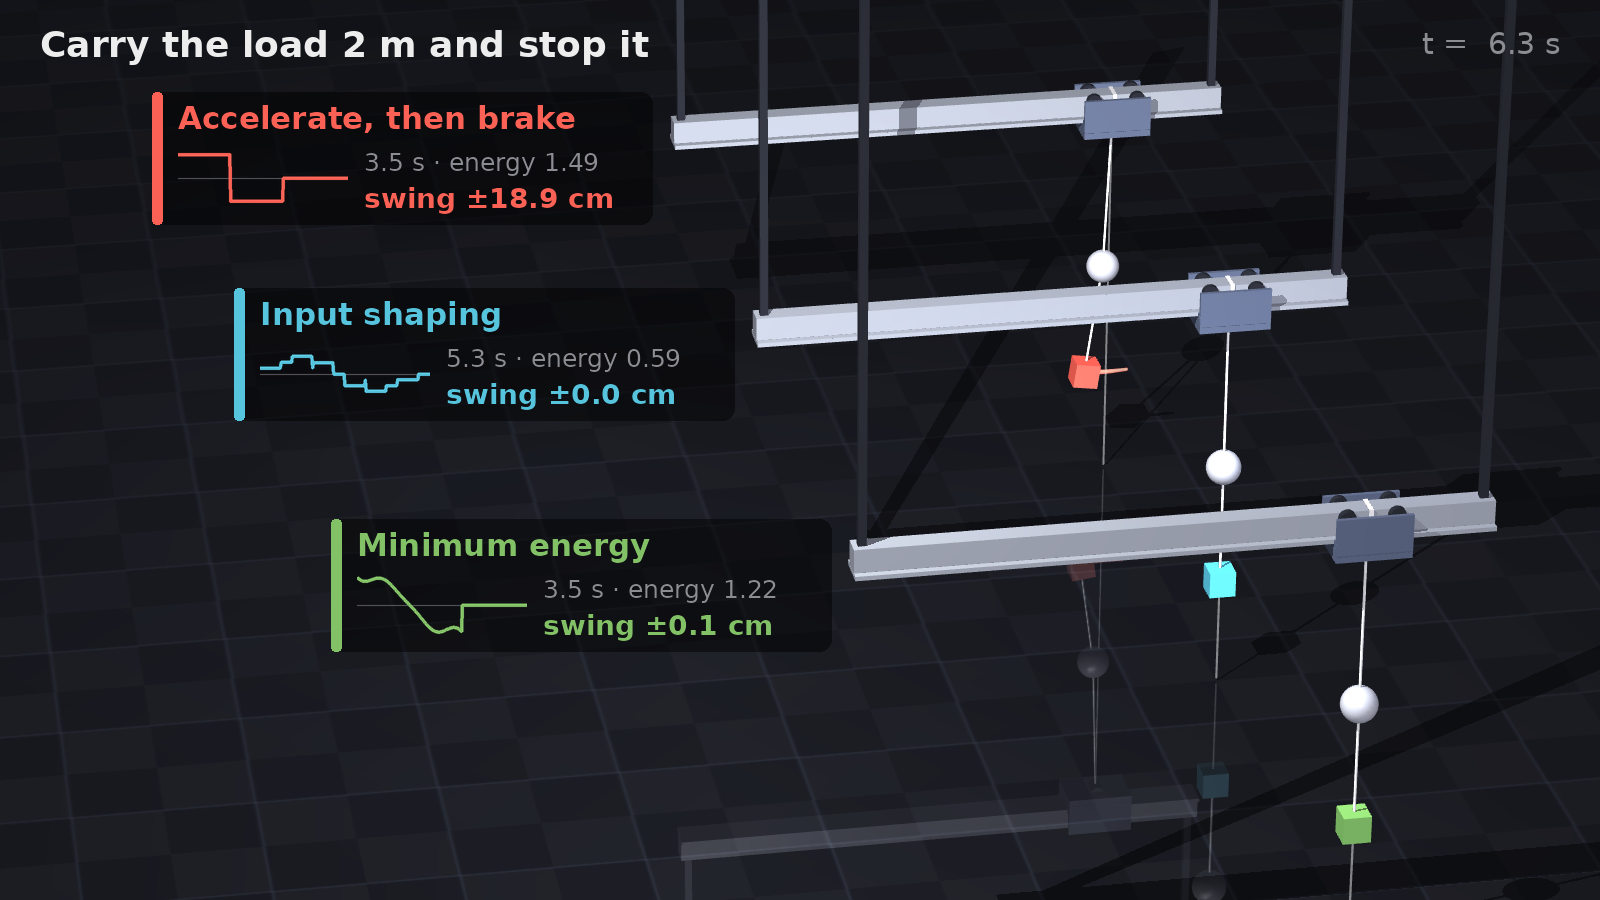 Carry the load 2 m and stop it
t = 6.3 s
Accelerate, then brake
3.5 s · energy 1.49
swing ±18.9 cm
Input shaping
5.3 s · energy 0.59
swing ±0.0 cm
Minimum energy
3.5 s · energy 1.22
swing ±0.1 cm